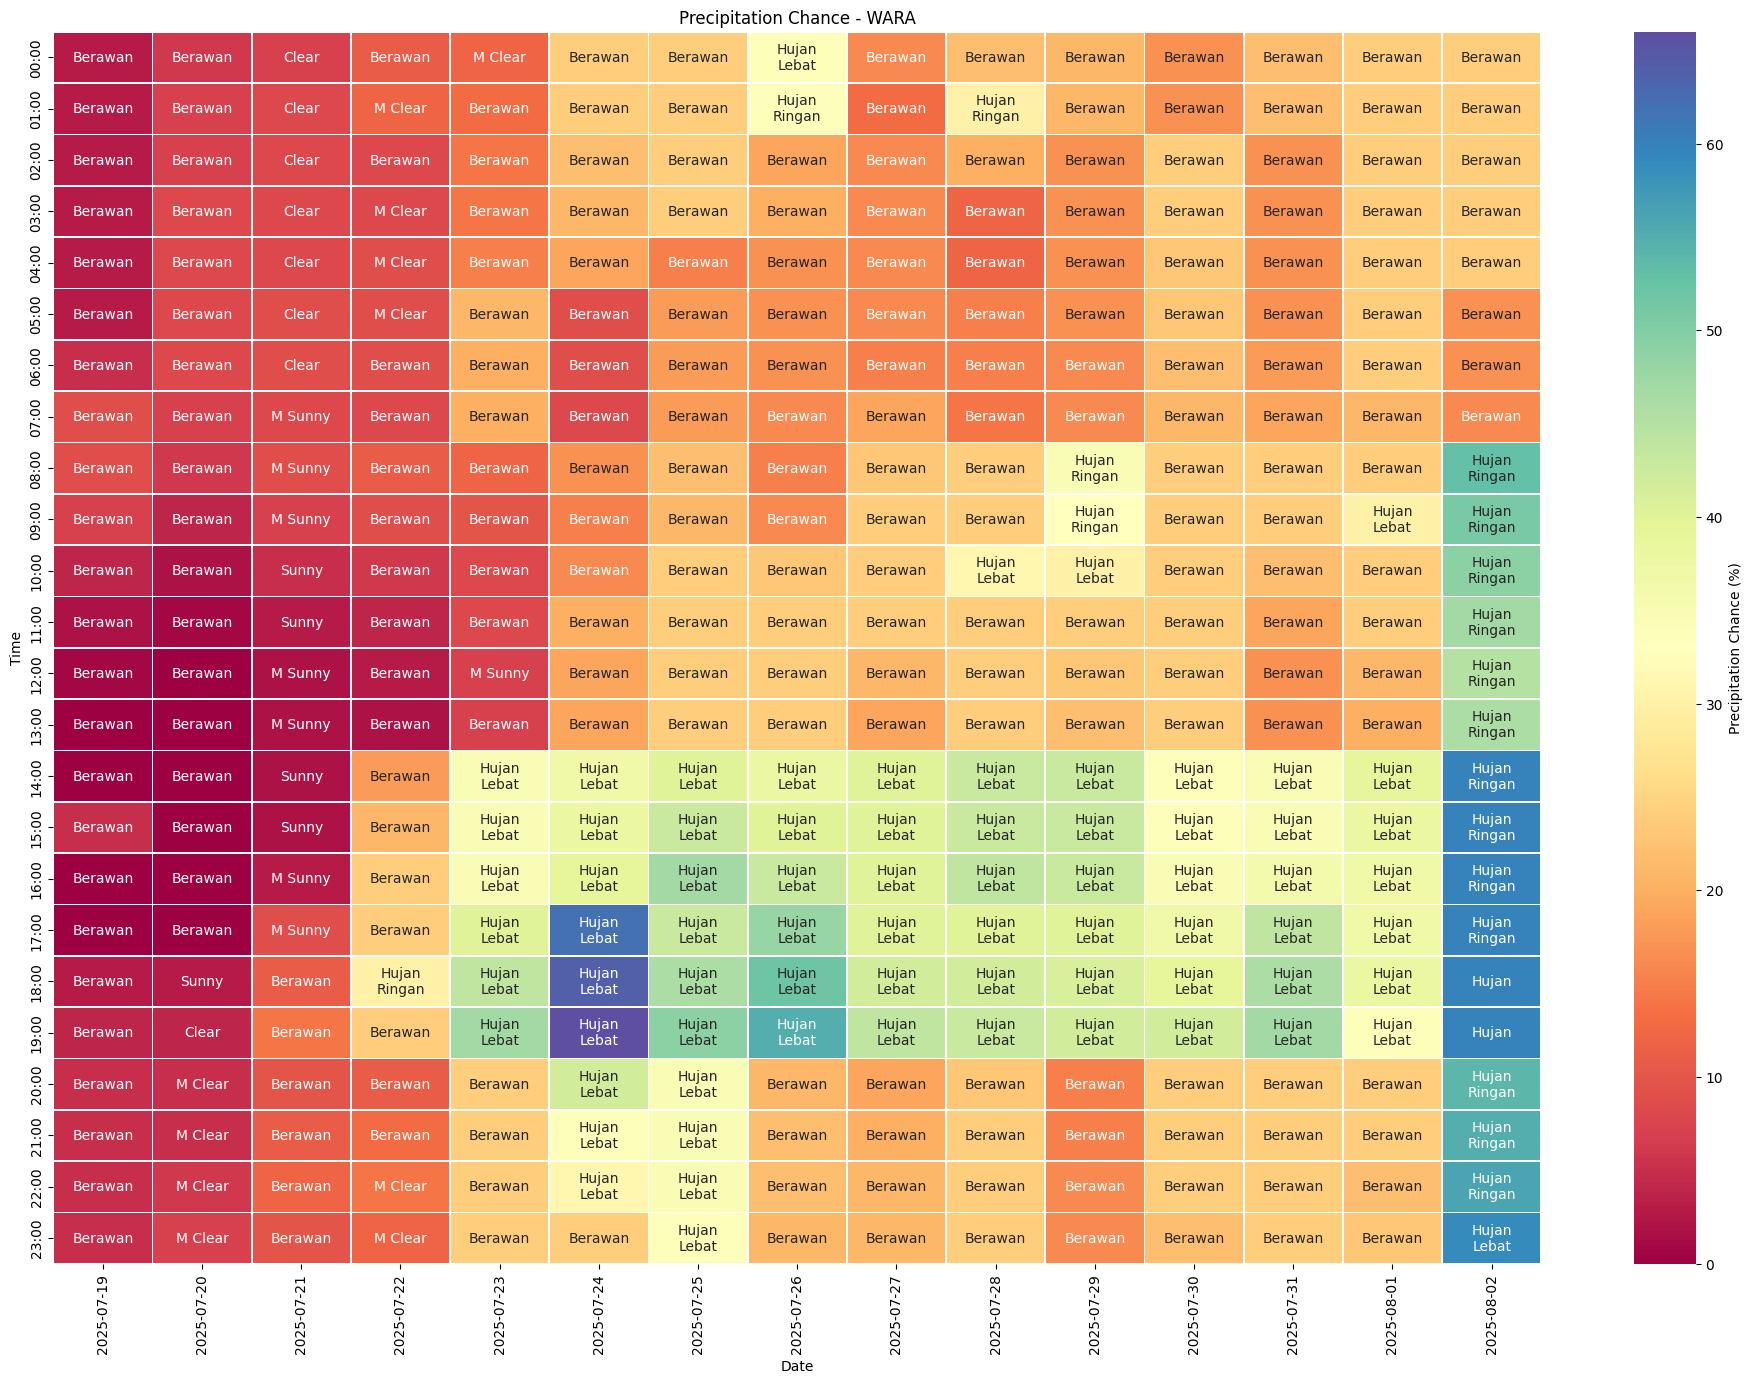 Precipitation Chance - WARA
00:00 Berawan Berawan Clear Berawan M Clear Berawan Berawan Hujan Lebat Berawan Berawan Berawan Berawan Berawan Berawan Berawan
01:00 Berawan Berawan Clear M Clear Berawan Berawan Berawan Hujan Ringan Berawan Hujan Ringan Berawan Berawan Berawan Berawan Berawan
02:00 Berawan Berawan Clear Berawan Berawan Berawan Berawan Berawan Berawan Berawan Berawan Berawan Berawan Berawan Berawan
03:00 Berawan Berawan Clear M Clear Berawan Berawan Berawan Berawan Berawan Berawan Berawan Berawan Berawan Berawan Berawan
04:00 Berawan Berawan Clear M Clear Berawan Berawan Berawan Berawan Berawan Berawan Berawan Berawan Berawan Berawan Berawan
05:00 Berawan Berawan Clear M Clear Berawan Berawan Berawan Berawan Berawan Berawan Berawan Berawan Berawan Berawan Berawan
06:00 Berawan Berawan Clear Berawan Berawan Berawan Berawan Berawan Berawan Berawan Berawan Berawan Berawan Berawan Berawan
07:00 Berawan Berawan M Sunny Berawan Berawan Berawan Berawan Berawan Berawan Berawan Berawan Berawan Berawan Berawan Berawan
08:00 Berawan Berawan M Sunny Berawan Berawan Berawan Berawan Berawan Berawan Berawan Hujan Ringan Berawan Berawan Berawan Hujan Ringan
09:00 Berawan Berawan M Sunny Berawan Berawan Berawan Berawan Berawan Berawan Berawan Hujan Ringan Berawan Berawan Hujan Lebat Hujan Ringan
10:00 Berawan Berawan Sunny Berawan Berawan Berawan Berawan Berawan Berawan Hujan Lebat Hujan Lebat Berawan Berawan Berawan Hujan Ringan
11:00 Berawan Berawan Sunny Berawan Berawan Berawan Berawan Berawan Berawan Berawan Berawan Berawan Berawan Berawan Hujan Ringan
12:00 Berawan Berawan M Sunny Berawan M Sunny Berawan Berawan Berawan Berawan Berawan Berawan Berawan Berawan Berawan Hujan Ringan
13:00 Berawan Berawan M Sunny Berawan Berawan Berawan Berawan Berawan Berawan Berawan Berawan Berawan Berawan Berawan Hujan Ringan
14:00 Berawan Berawan Sunny Berawan Hujan Lebat Hujan Lebat Hujan Lebat Hujan Lebat Hujan Lebat Hujan Lebat Hujan Lebat Hujan Lebat Hujan Lebat Hujan Lebat Hujan Ringan
15:00 Berawan Berawan Sunny Berawan Hujan Lebat Hujan Lebat Hujan Lebat Hujan Lebat Hujan Lebat Hujan Lebat Hujan Lebat Hujan Lebat Hujan Lebat Hujan Lebat Hujan Ringan
16:00 Berawan Berawan M Sunny Berawan Hujan Lebat Hujan Lebat Hujan Lebat Hujan Lebat Hujan Lebat Hujan Lebat Hujan Lebat Hujan Lebat Hujan Lebat Hujan Lebat Hujan Ringan
17:00 Berawan Berawan M Sunny Berawan Hujan Lebat Hujan Lebat Hujan Lebat Hujan Lebat Hujan Lebat Hujan Lebat Hujan Lebat Hujan Lebat Hujan Lebat Hujan Lebat Hujan Ringan
18:00 Berawan Sunny Berawan Hujan Ringan Hujan Lebat Hujan Lebat Hujan Lebat Hujan Lebat Hujan Lebat Hujan Lebat Hujan Lebat Hujan Lebat Hujan Lebat Hujan Lebat Hujan
19:00 Berawan Clear Berawan Berawan Hujan Lebat Hujan Lebat Hujan Lebat Hujan Lebat Hujan Lebat Hujan Lebat Hujan Lebat Hujan Lebat Hujan Lebat Hujan Lebat Hujan
20:00 Berawan M Clear Berawan Berawan Berawan Hujan Lebat Hujan Lebat Berawan Berawan Berawan Berawan Berawan Berawan Berawan Hujan Ringan
21:00 Berawan M Clear Berawan Berawan Berawan Hujan Lebat Hujan Lebat Berawan Berawan Berawan Berawan Berawan Berawan Berawan Hujan Ringan
22:00 Berawan M Clear Berawan M Clear Berawan Hujan Lebat Hujan Lebat Berawan Berawan Berawan Berawan Berawan Berawan Berawan Hujan Ringan
23:00 Berawan M Clear Berawan M Clear Berawan Berawan Hujan Lebat Berawan Berawan Berawan Berawan Berawan Berawan Berawan Hujan Lebat
2025-07-19 2025-07-20 2025-07-21 2025-07-22 2025-07-23 2025-07-24 2025-07-25 2025-07-26 2025-07-27 2025-07-28 2025-07-29 2025-07-30 2025-07-31 2025-08-01 2025-08-02
Date
Time
60
50
40
30
20
10
0
Precipitation Chance (%)